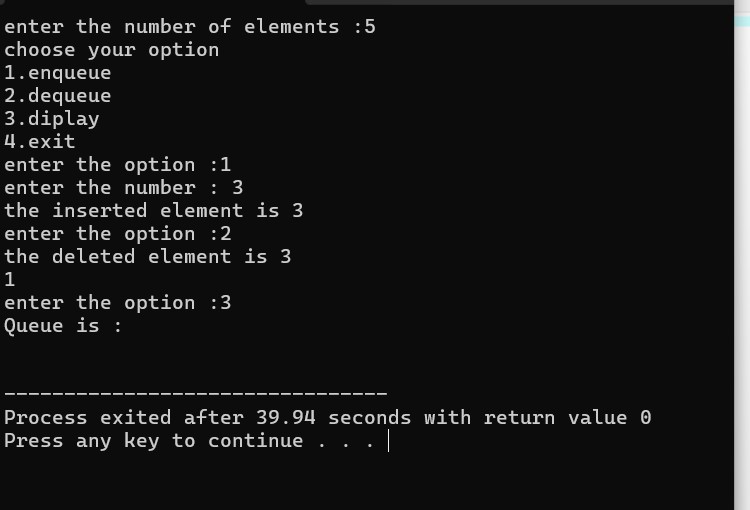 enter the number of elements :5
choose your option
1.enqueue
2.dequeue
3.diplay
4.exit
enter the option :1
enter the number : 3
the inserted element is 3
enter the option :2
the deleted element is 3
1
enter the option :3
Queue is :
--------------------------------
Process exited after 39.94 seconds with return value 0
Press any key to continue . . .